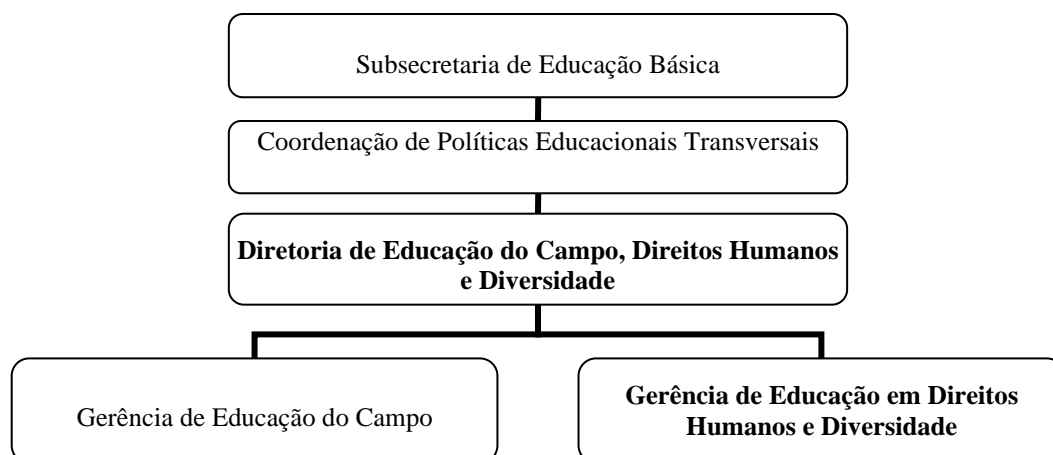 Subsecretaria de Educação Básica
Coordenação de Políticas Educacionais Transversais
Diretoria de Educação do Campo, Direitos Humanos
e Diversidade
Gerência de Educação do Campo
Gerência de Educação em Direitos
Humanos e Diversidade